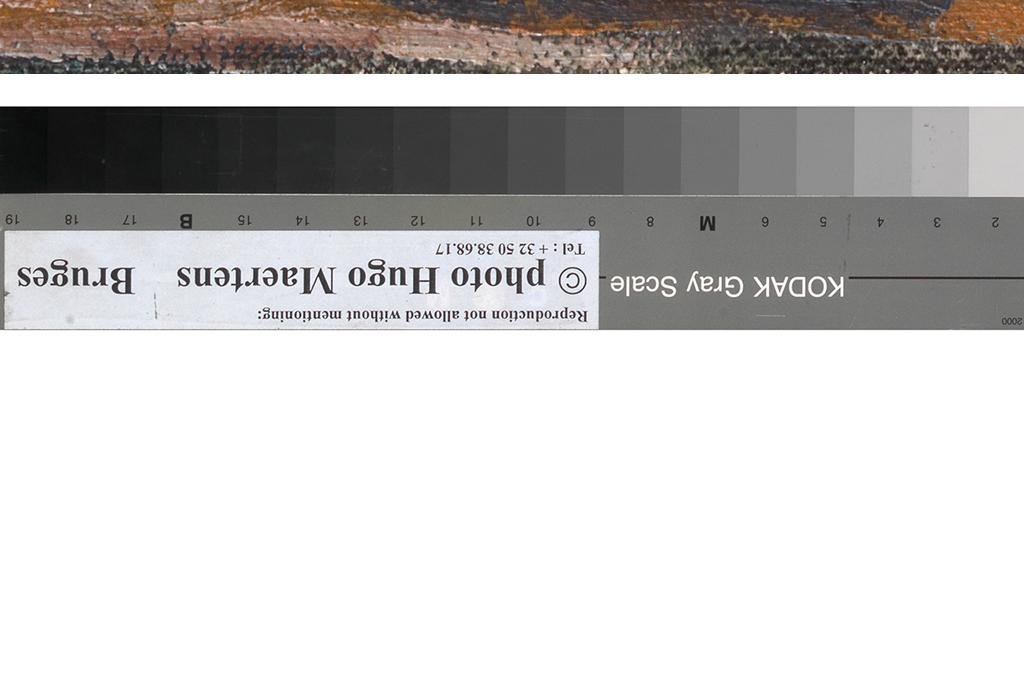 2000
KODAK Gray Scale
Reproduction not allowed without mentioning:
© photo Hugo Maertens Bruges
Tel : + 32 50 38.68.17
2 3 4 5 6 M 8 9 10 11 12 13 14 15 B 17 18 19